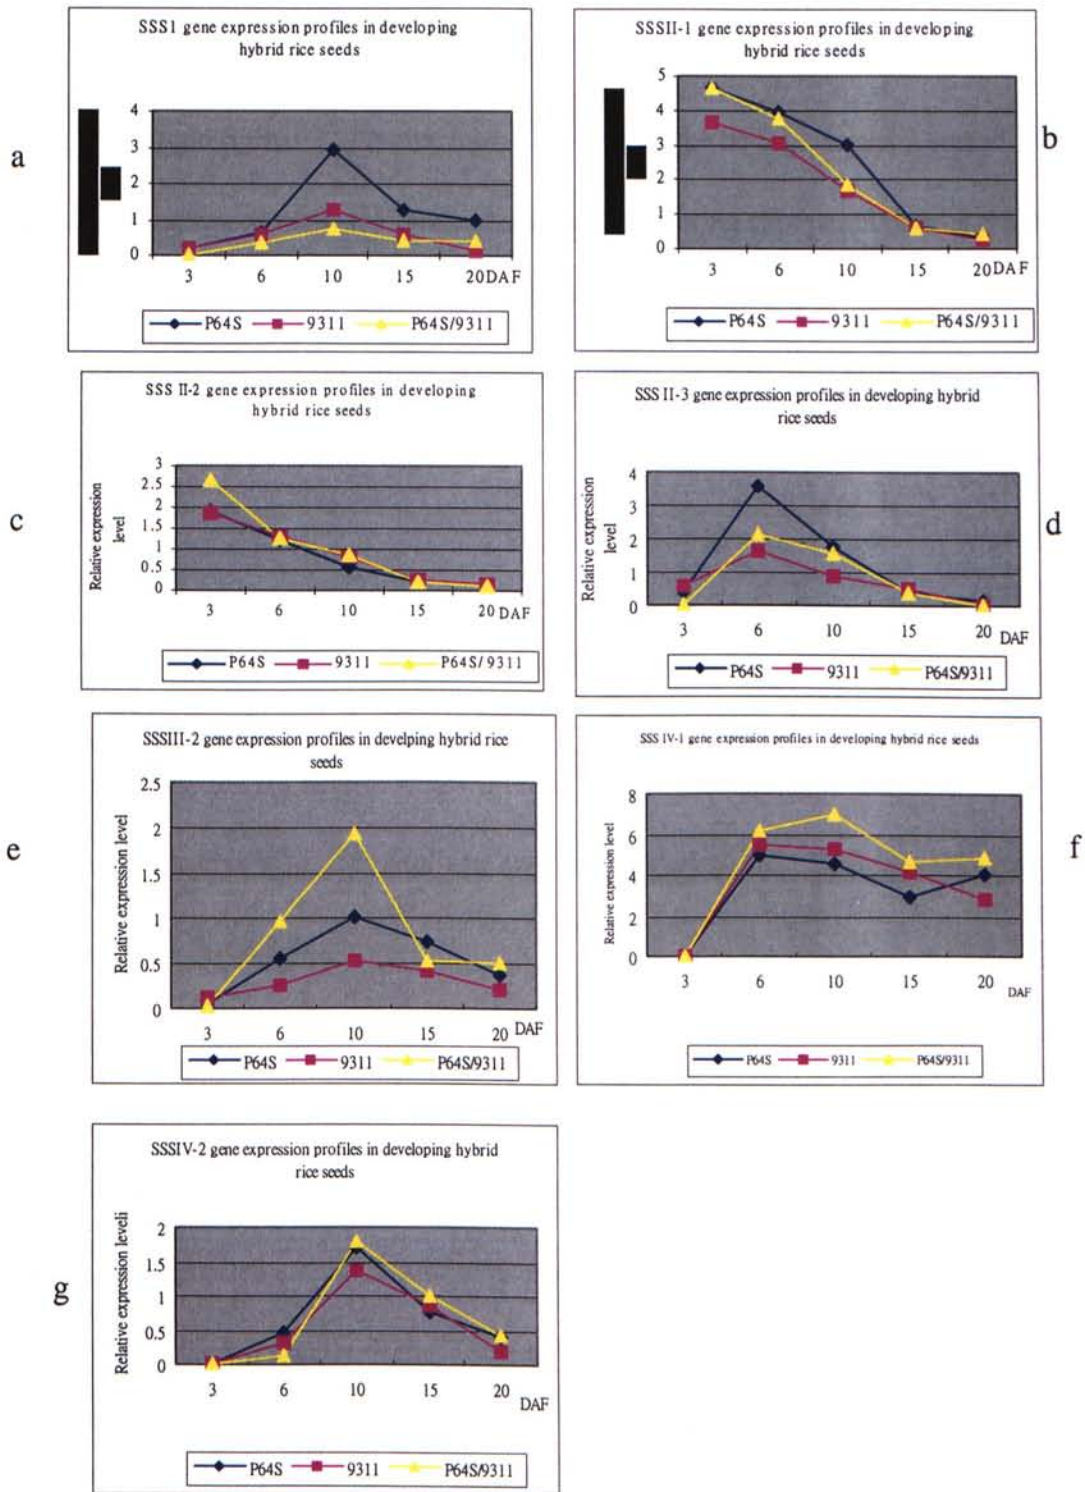 a
SSS1 gene expression profiles in developing
hybrid rice seeds
4
3
2
1
0
3 6 10 15 20 DAF
P64S 9311 P64S/9311
b
SSSII-1 gene expression profiles in developing
hybrid rice seeds
5
4
3
2
1
0
3 6 10 15 20 DAF
P64S 9311 P64S/9311
c
SSS II-2 gene expression profiles in developing
hybrid rice seeds
Relative expression
level
3
2.5
2
1.5
1
0.5
0
3 6 10 15 20 DAF
P64S 9311 P64S/9311
d
SSS II-3 gene expression profiles in developing hybrid
rice seeds
Relative expression
level
4
3
2
1
0
3 6 10 15 20 DAF
P64S 9311 P64S/9311
e
SSSIII-2 gene expression profiles in develping hybrid rice
seeds
Relative expression level
2.5
2
1.5
1
0.5
0
3 6 10 15 20 DAF
P64S 9311 P64S/9311
f
SSS IV-1 gene expression profiles in developing hybrid rice seeds
Relative expression level
8
6
4
2
0
3 6 10 15 20
DAF
P64S 9311 P64S/9311
g
SSSIV-2 gene expression profiles in developing hybrid
rice seeds
Relative expression leveli
2
1.5
1
0.5
0
3 6 10 15 20
DAF
P64S 9311 P64S/9311